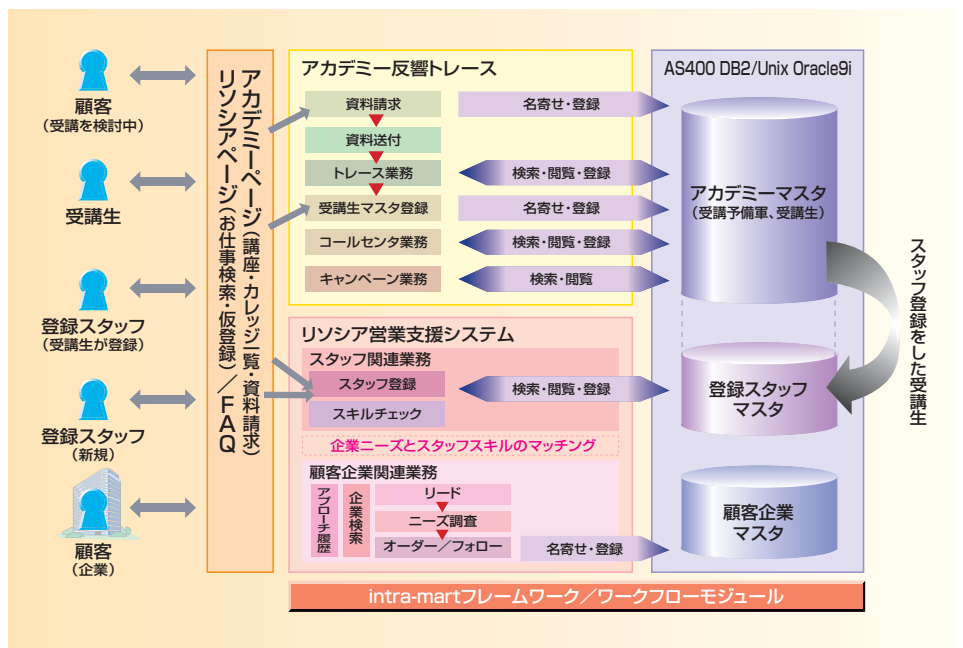 顧客
（受講を検討中）
受講生
登録スタッフ
（受講生が登録）
登録スタッフ
（新規）
顧客
（企業）
アカデミーページ（講座・カレッジ一覧・資料請求）
リソシアページ（お仕事検索・仮登録）／FAQ
アカデミー反響トレース
資料請求
名寄せ・登録
資料送付
トレース業務
検索・閲覧・登録
受講生マスタ登録
名寄せ・登録
コールセンタ業務
検索・閲覧・登録
キャンペーン業務
検索・閲覧
リソシア営業支援システム
スタッフ関連業務
スタッフ登録
検索・閲覧・登録
スキルチェック
企業ニーズとスタッフスキルのマッチング
顧客企業関連業務
アプローチ履歴
企業検索
リード
ニーズ調査
オーダー／フォロー
名寄せ・登録
AS400 DB2/Unix Oracle9i
アカデミーマスタ
（受講予備軍、受講生）
登録スタッフ
マスタ
顧客企業
マスタ
スタッフ登録をした受講生
intra-martフレームワーク／ワークフローモジュール